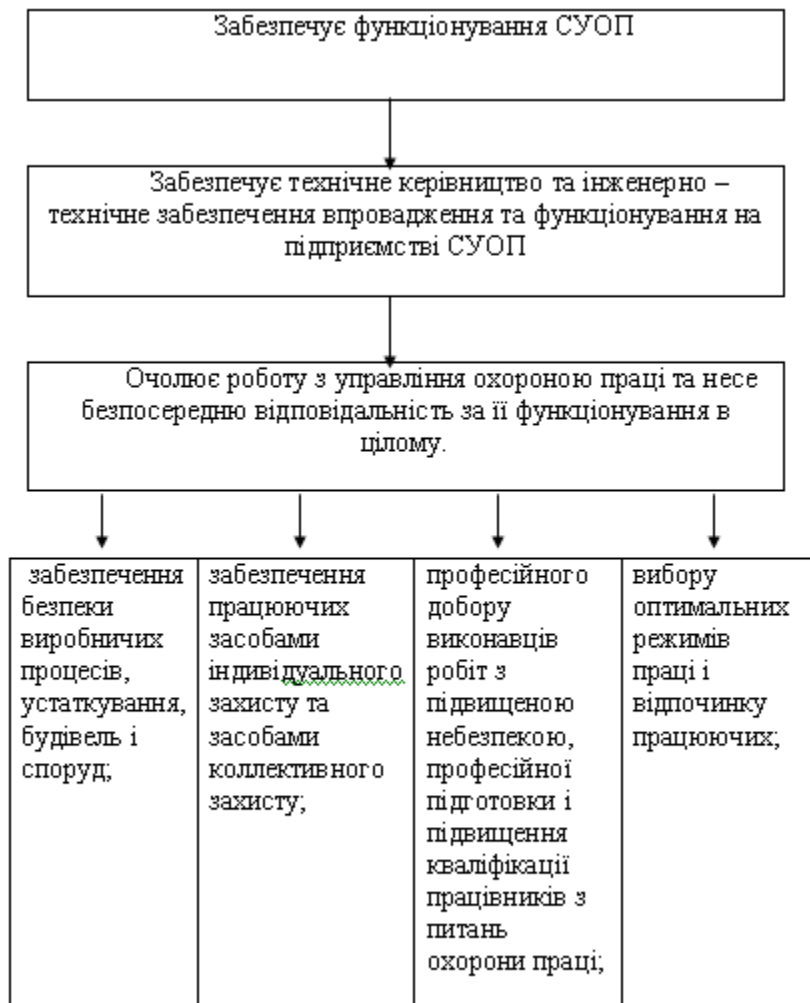 Забезпечує функціонування СУОП
Забезпечує технічне керівництво та інженерно –
технічне забезпечення впровадження та функціонування на
підприємстві СУОП
Очолює роботу з управління охороною праці та несе
безпосередню відповідальність за її функціонування в
цілому.
забезпечення
безпеки
виробничих
процесів,
устаткування,
будівель і
споруд;
забезпечення
працюючих
засобами
індивідуального
захисту та
засобами
коллективного
захисту;
професійного
добору
виконавців
робіт з
підвищеною
небезпекою,
професійної
підготовки і
підвищення
кваліфікації
працівників з
питань
охорони праці;
вибору
оптимальних
режимів
праці і
відпочинку
працюючих;